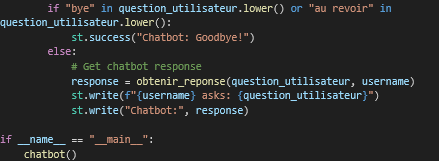 if "bye" in question_utilisateur.lower() or "au revoir" in
question_utilisateur.lower():
st.success("Chatbot: Goodbye!")
else:
# Get chatbot response
response = obtenir_reponse(question_utilisateur, username)
st.write(f"{username} asks: {question_utilisateur}")
st.write("Chatbot:", response)
if __name__ == "__main__":
chatbot()